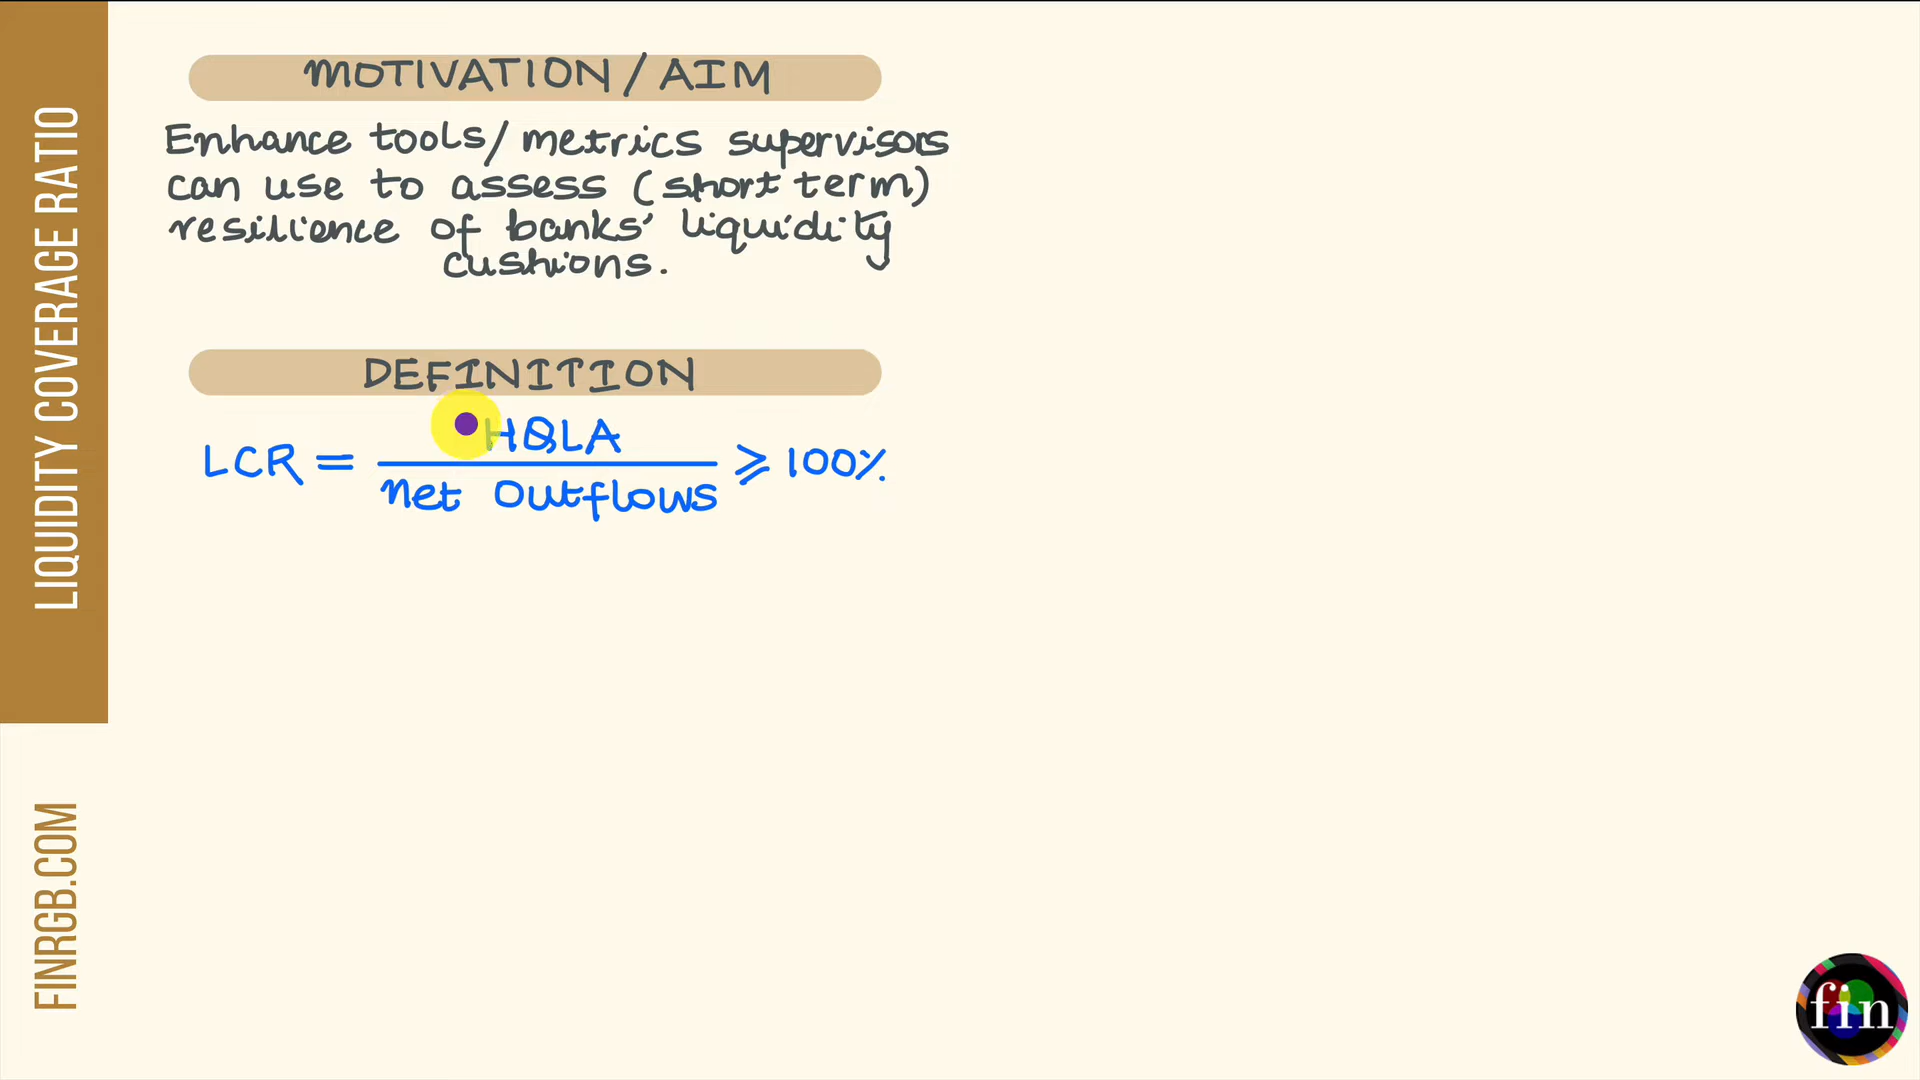 LIQUIDITY COVERAGE RATIO
FINRGB.COM
MOTIVATION / AIM
Enhance tools/metrics supervisors
can use to assess (short term)
resilience of banks' liquidity
cushions.
DEFINITION
LCR = HQLA / Net Outflows ⩾ 100%
fin